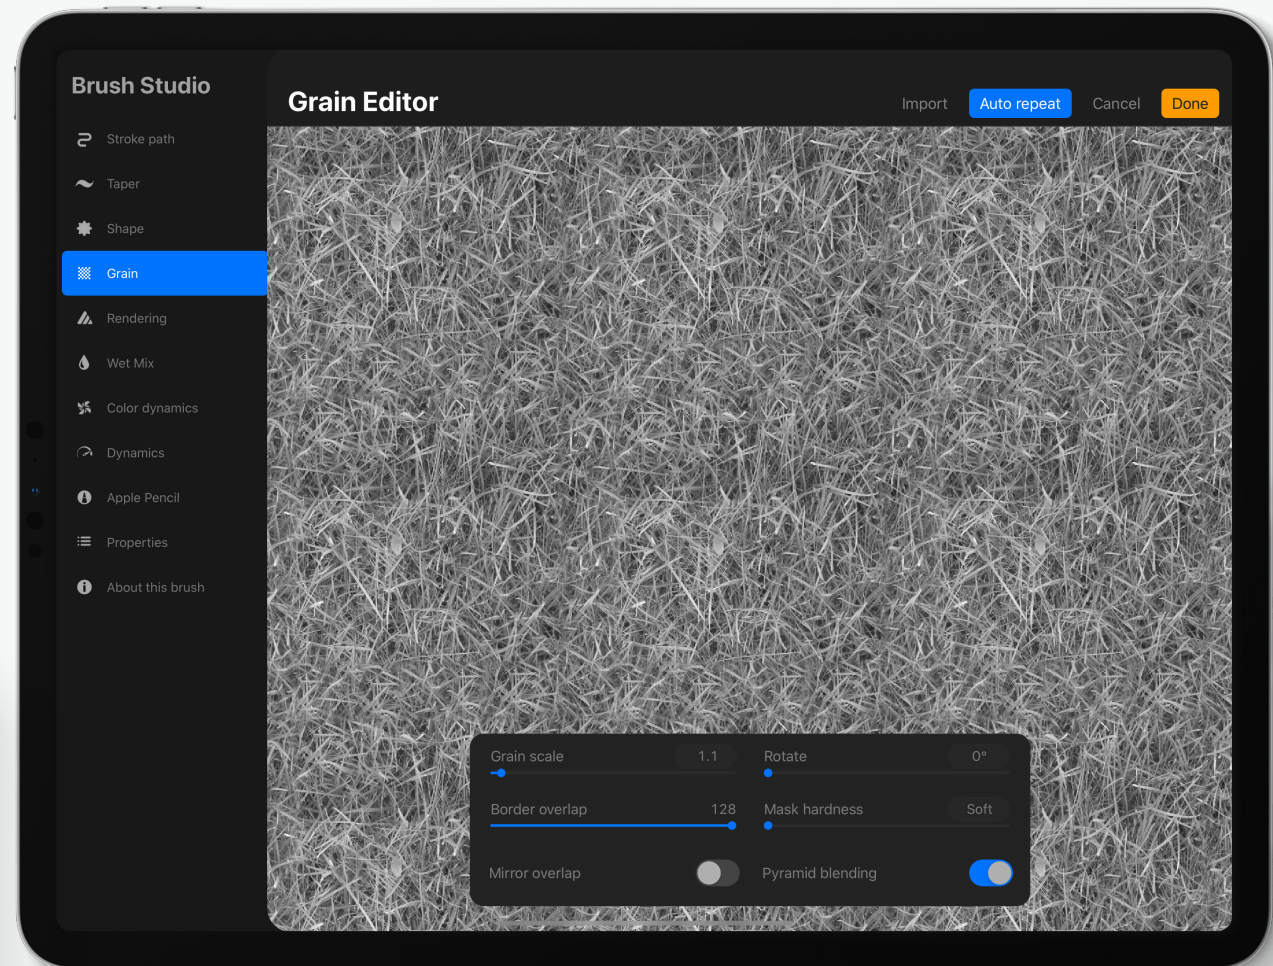 Brush Studio
Stroke path
Taper
Shape
Grain
Rendering
Wet Mix
Color dynamics
Dynamics
Apple Pencil
Properties
About this brush
Grain Editor
Import
Auto repeat
Cancel
Done
Grain scale 1.1
Rotate 0°
Border overlap 128
Mask hardness Soft
Mirror overlap
Pyramid blending